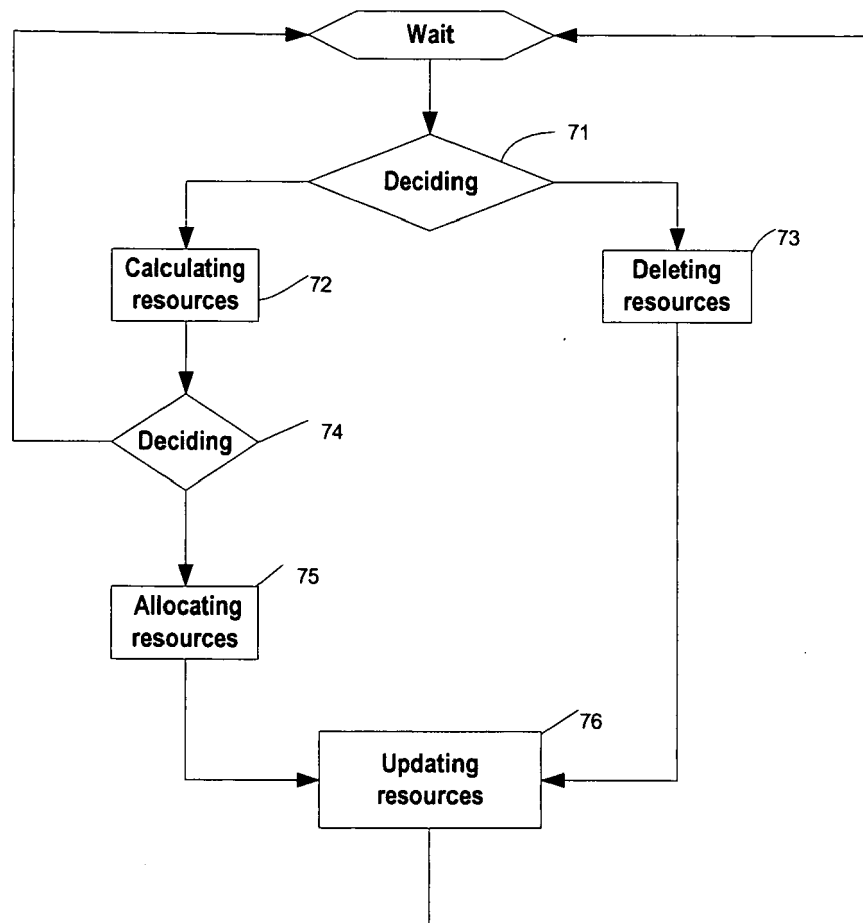 Wait
71
Deciding
Calculating
resources
72
73
Deleting
resources
Deciding
74
75
Allocating
resources
76
Updating
resources